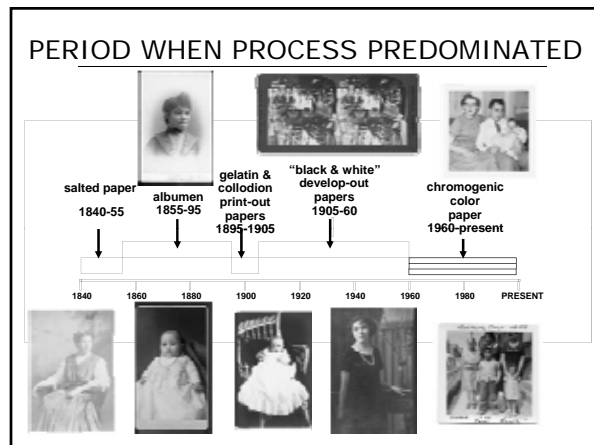 PERIOD WHEN PROCESS PREDOMINATED
salted paper
1840-55
albumen
1855-95
gelatin &
collodion
print-out
papers
1895-1905
"black & white"
develop-out
papers
1905-60
chromogenic
color
paper
1960-present
1840
1860
1880
1900
1920
1940
1960
1980
PRESENT